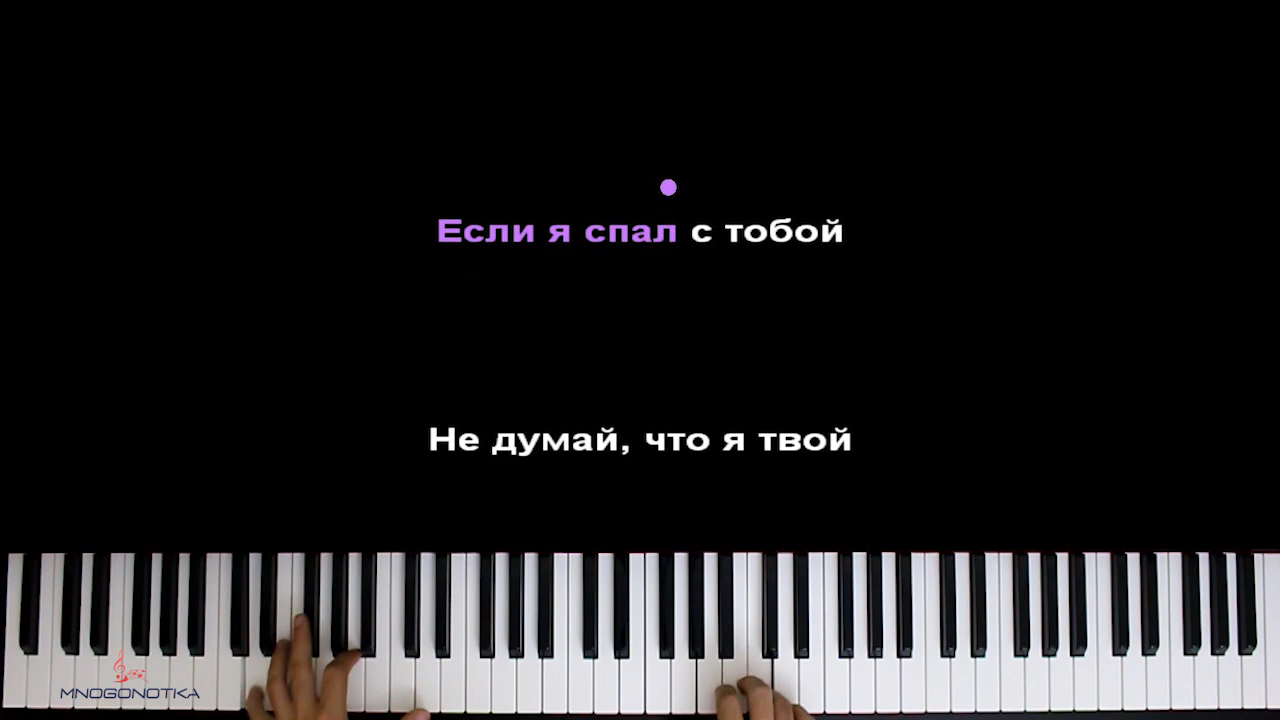 Если я спал с тобой
Не думай, что я твой
MNOGONOTKA